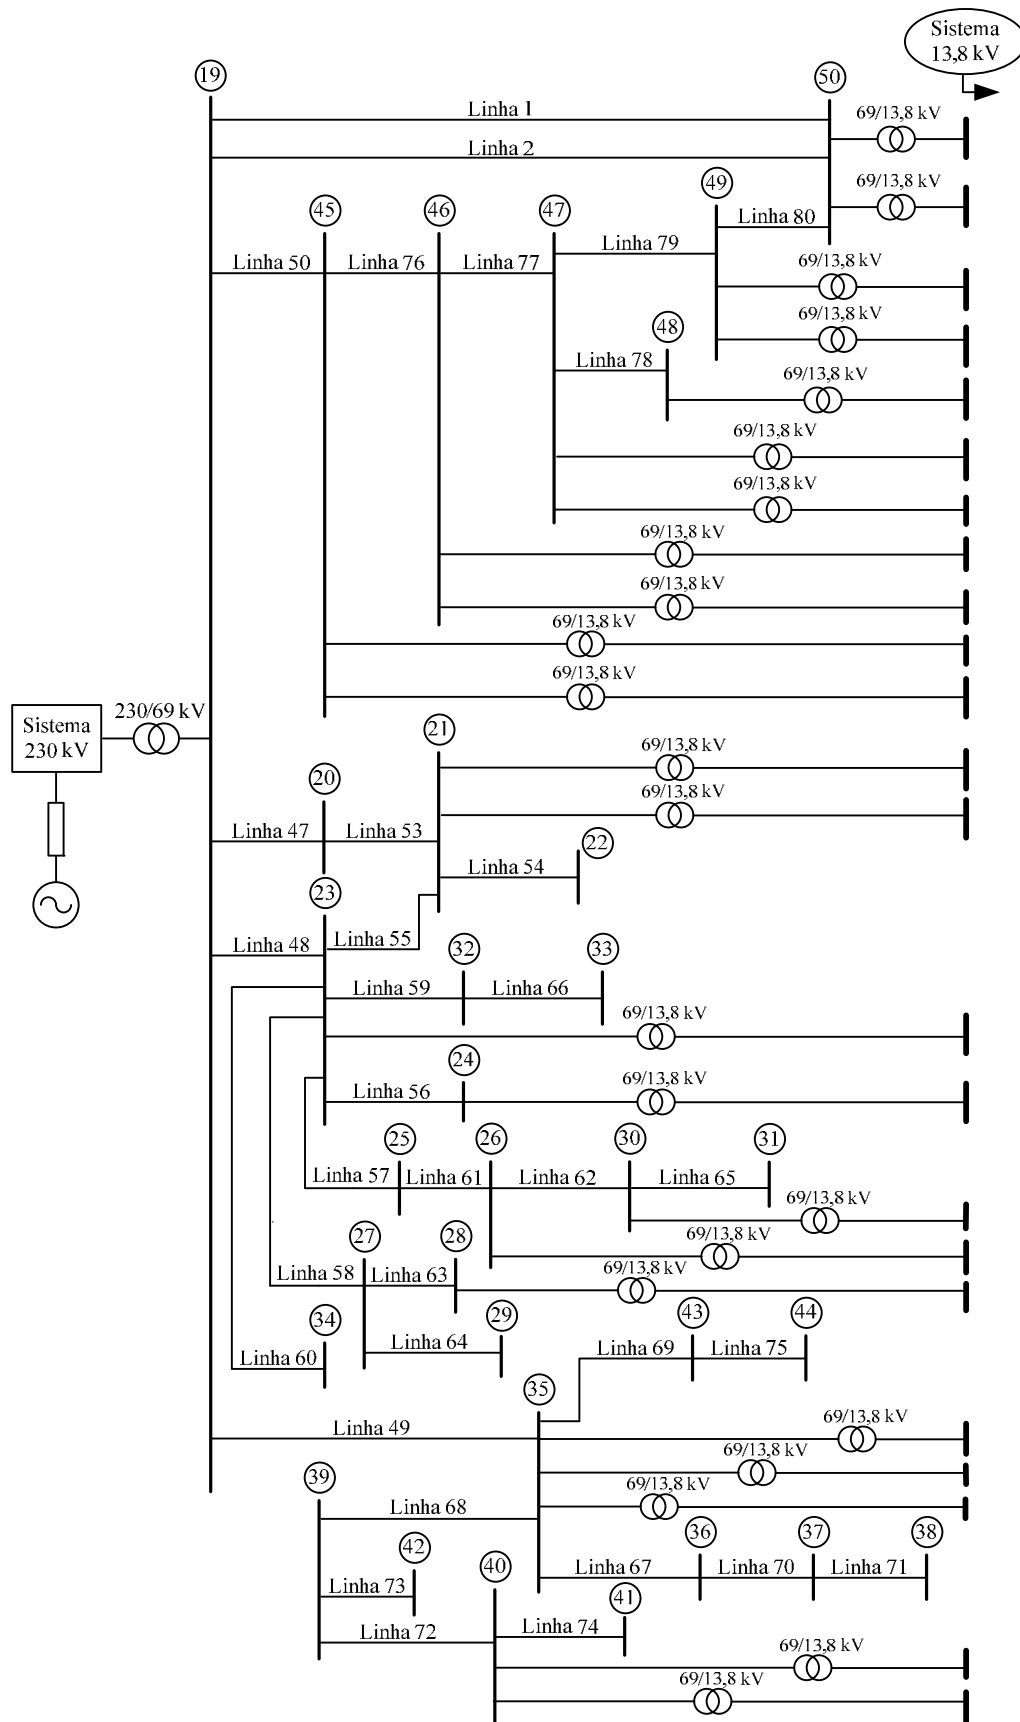 Sistema
13,8 kV
19
50
Linha 1
69/13,8 kV
Linha 2
69/13,8 kV
49
45
46
47
Linha 80
Linha 79
Linha 50
Linha 76
Linha 77
69/13,8 kV
69/13,8 kV
48
Linha 78
69/13,8 kV
69/13,8 kV
69/13,8 kV
69/13,8 kV
69/13,8 kV
69/13,8 kV
69/13,8 kV
230/69 kV
Sistema
230 kV
21
69/13,8 kV
20
69/13,8 kV
Linha 47
Linha 53
22
Linha 54
23
Linha 48
Linha 55
32
33
Linha 59
Linha 66
69/13,8 kV
24
69/13,8 kV
Linha 56
25
26
30
31
Linha 57
Linha 61
Linha 62
Linha 65
69/13,8 kV
27
28
69/13,8 kV
69/13,8 kV
Linha 58
Linha 63
34
29
43
44
Linha 64
Linha 69
Linha 75
Linha 60
35
Linha 49
69/13,8 kV
69/13,8 kV
39
69/13,8 kV
Linha 68
36
37
38
42
40
Linha 67
Linha 70
Linha 71
Linha 73
41
Linha 72
Linha 74
69/13,8 kV
69/13,8 kV